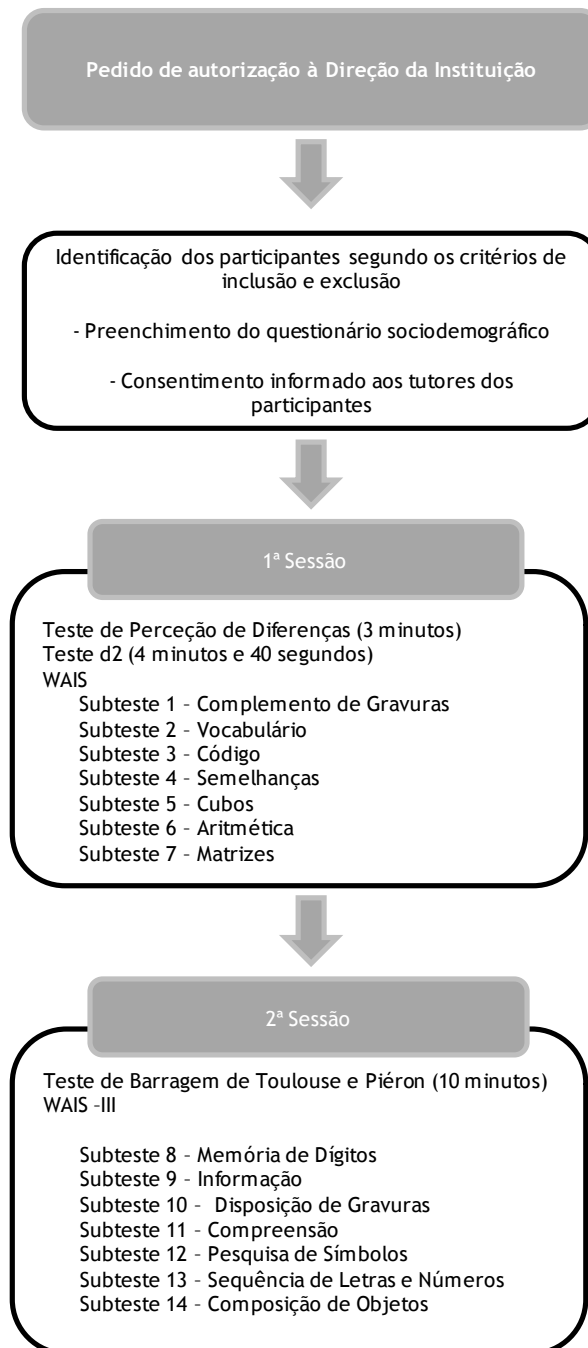 Pedido de autorização à Direção da Instituição
Identificação dos participantes segundo os critérios de
inclusão e exclusão
- Preenchimento do questionário sociodemográfico
- Consentimento informado aos tutores dos
participantes
1ª Sessão
Teste de Perceção de Diferenças (3 minutos)
Teste d2 (4 minutos e 40 segundos)
WAIS
Subteste 1 – Complemento de Gravuras
Subteste 2 – Vocabulário
Subteste 3 – Código
Subteste 4 – Semelhanças
Subteste 5 – Cubos
Subteste 6 – Aritmética
Subteste 7 – Matrizes
2ª Sessão
Teste de Barragem de Toulouse e Piéron (10 minutos)
WAIS -III
Subteste 8 – Memória de Dígitos
Subteste 9 – Informação
Subteste 10 – Disposição de Gravuras
Subteste 11 – Compreensão
Subteste 12 – Pesquisa de Símbolos
Subteste 13 – Sequência de Letras e Números
Subteste 14 – Composição de Objetos